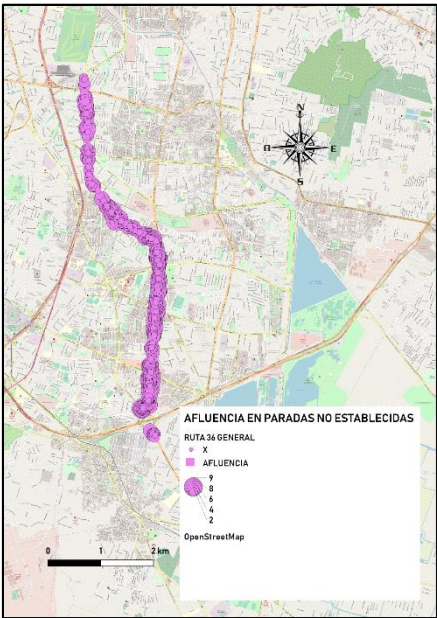 N
E
S
AFLUENCIA EN PARADAS NO ESTABLECIDAS
RUTA 36 GENERAL
X
AFLUENCIA
9
8
6
4
2
OpenStreetMap
0 1 2 km